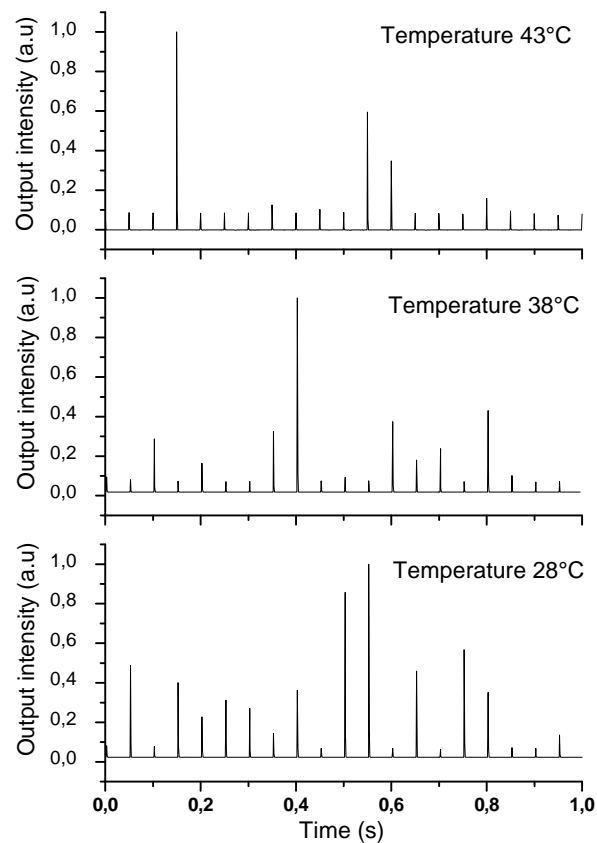 Output intensity (a.u)
1,0
0,8
0,6
0,4
0,2
0,0
Temperature 43°C
Output intensity (a.u)
1,0
0,8
0,6
0,4
0,2
0,0
Temperature 38°C
Output intensity (a.u)
1,0
0,8
0,6
0,4
0,2
0,0
Temperature 28°C
0,0 0,2 0,4 0,6 0,8 1,0
Time (s)